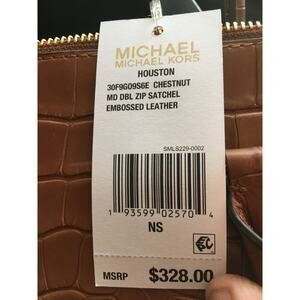 MICHAEL
MICHAEL KORS
HOUSTON
30F9GO9S6E CHESTNUT
MD DBL ZIP SATCHEL
EMBOSSED LEATHER
SMLS229-0002
1 93599 02570 4
NS
MSRP $328.00